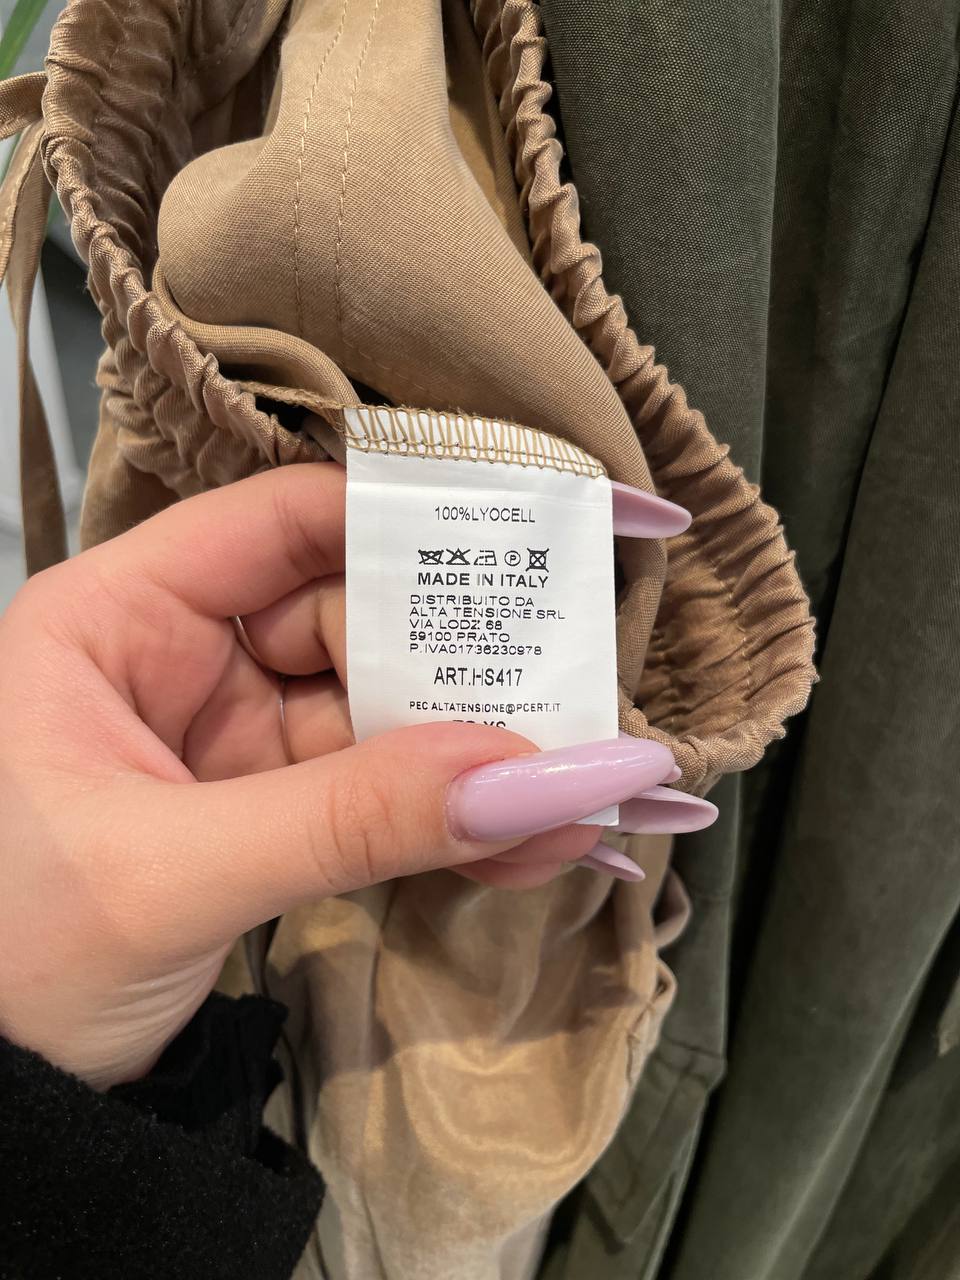 100%LYOCELL
P
MADE IN ITALY
DISTRIBUITO DA
ALTA TENSIONE SRL
VIA LODZ 68
59100 PRATO
P.IVA01736230978
ART.HS417
PEC ALTATENSIONE@PCERT.IT